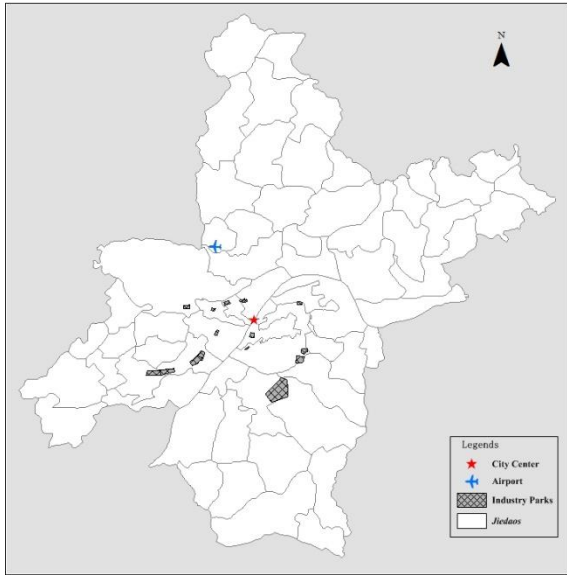 N
Legends
City Center
Airport
Industry Parks
Jiedaos